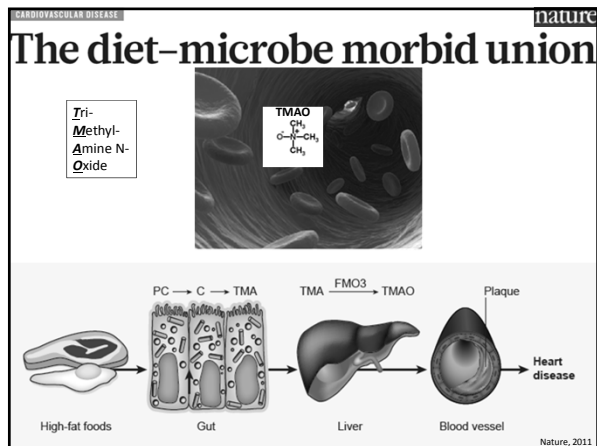 CARDIOVASCULAR DISEASE
nature
The diet–microbe morbid union
Tri-
Methyl-
Amine N-
Oxide
TMAO
CH₃
O⁻–N⁺–CH₃
CH₃
PC → C → TMA
TMA FMO3 → TMAO
Plaque
Heart
disease
High-fat foods
Gut
Liver
Blood vessel
Nature, 2011